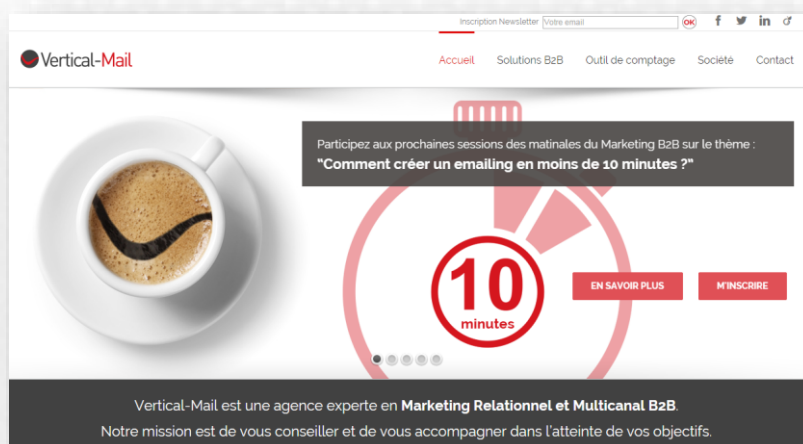 Inscription Newsletter Votre email OK
Vertical-Mail
Accueil Solutions B2B Outil de comptage Société Contact
Participez aux prochaines sessions des matinales du Marketing B2B sur le thème :
"Comment créer un emailing en moins de 10 minutes ?"
10
minutes
EN SAVOIR PLUS M'INSCRIRE
Vertical-Mail est une agence experte en Marketing Relationnel et Multicanal B2B.
Notre mission est de vous conseiller et de vous accompagner dans l'atteinte de vos objectifs.